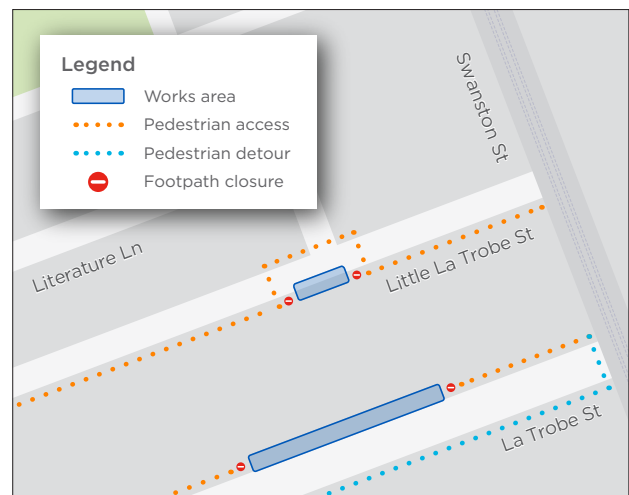 Legend
Works area
Pedestrian access
Pedestrian detour
Footpath closure
Swanston St
Literature Ln
Little La Trobe St
La Trobe St